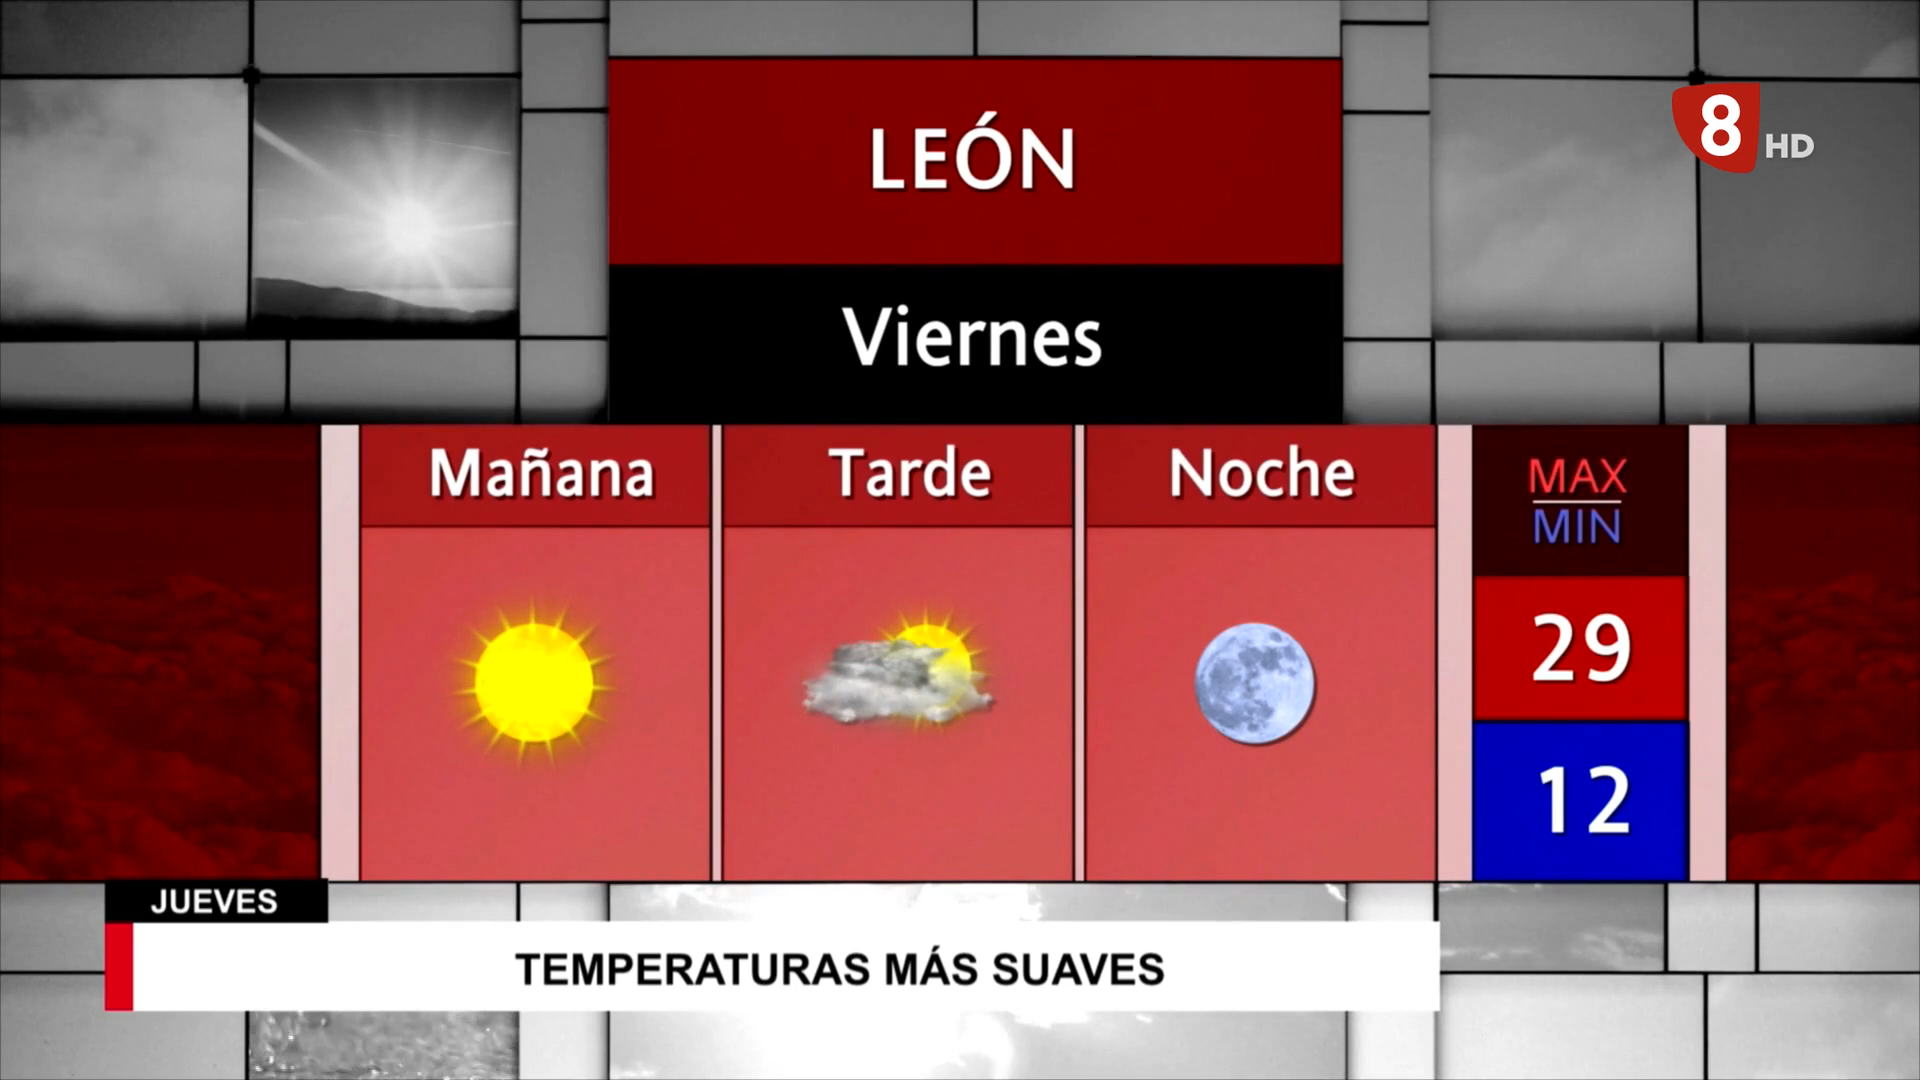 LEÓN
8 HD
Viernes
Mañana
Tarde
Noche
MAX
MIN
29
12
JUEVES
TEMPERATURAS MÁS SUAVES